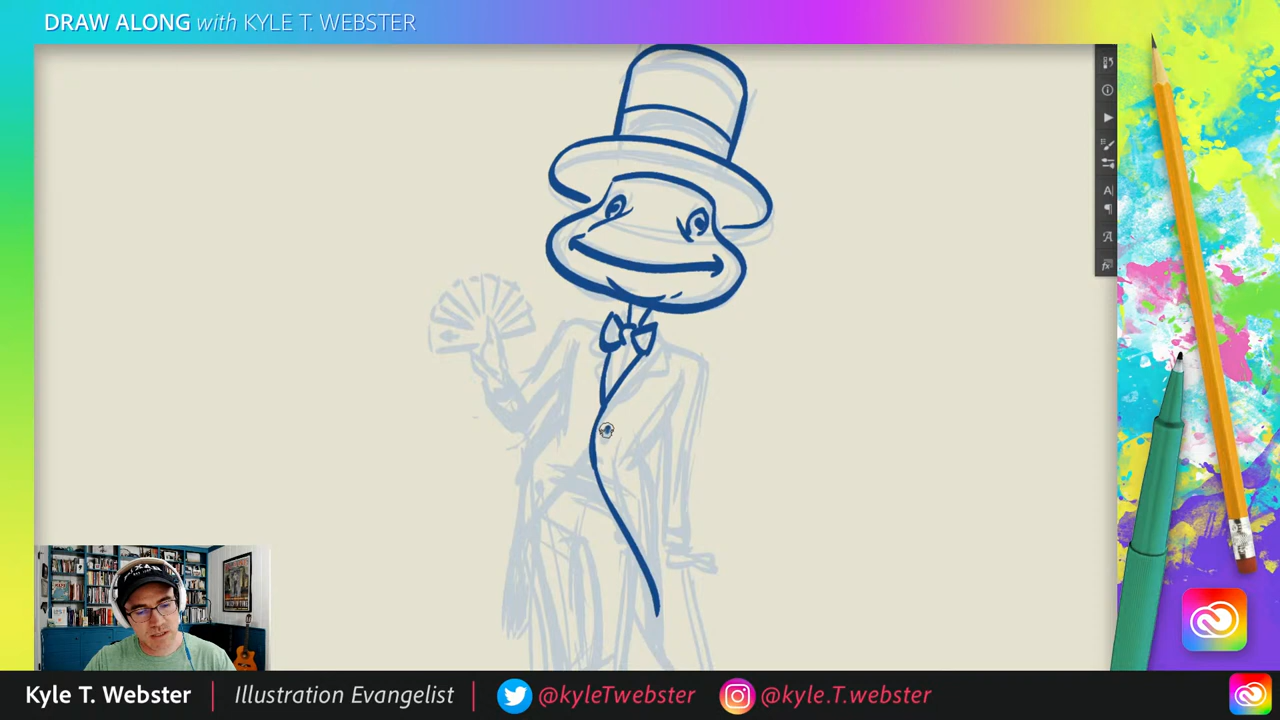 DRAW ALONG with KYLE T. WEBSTER
Kyle T. Webster | Illustration Evangelist | @kyleTwebster @kyle.T.webster